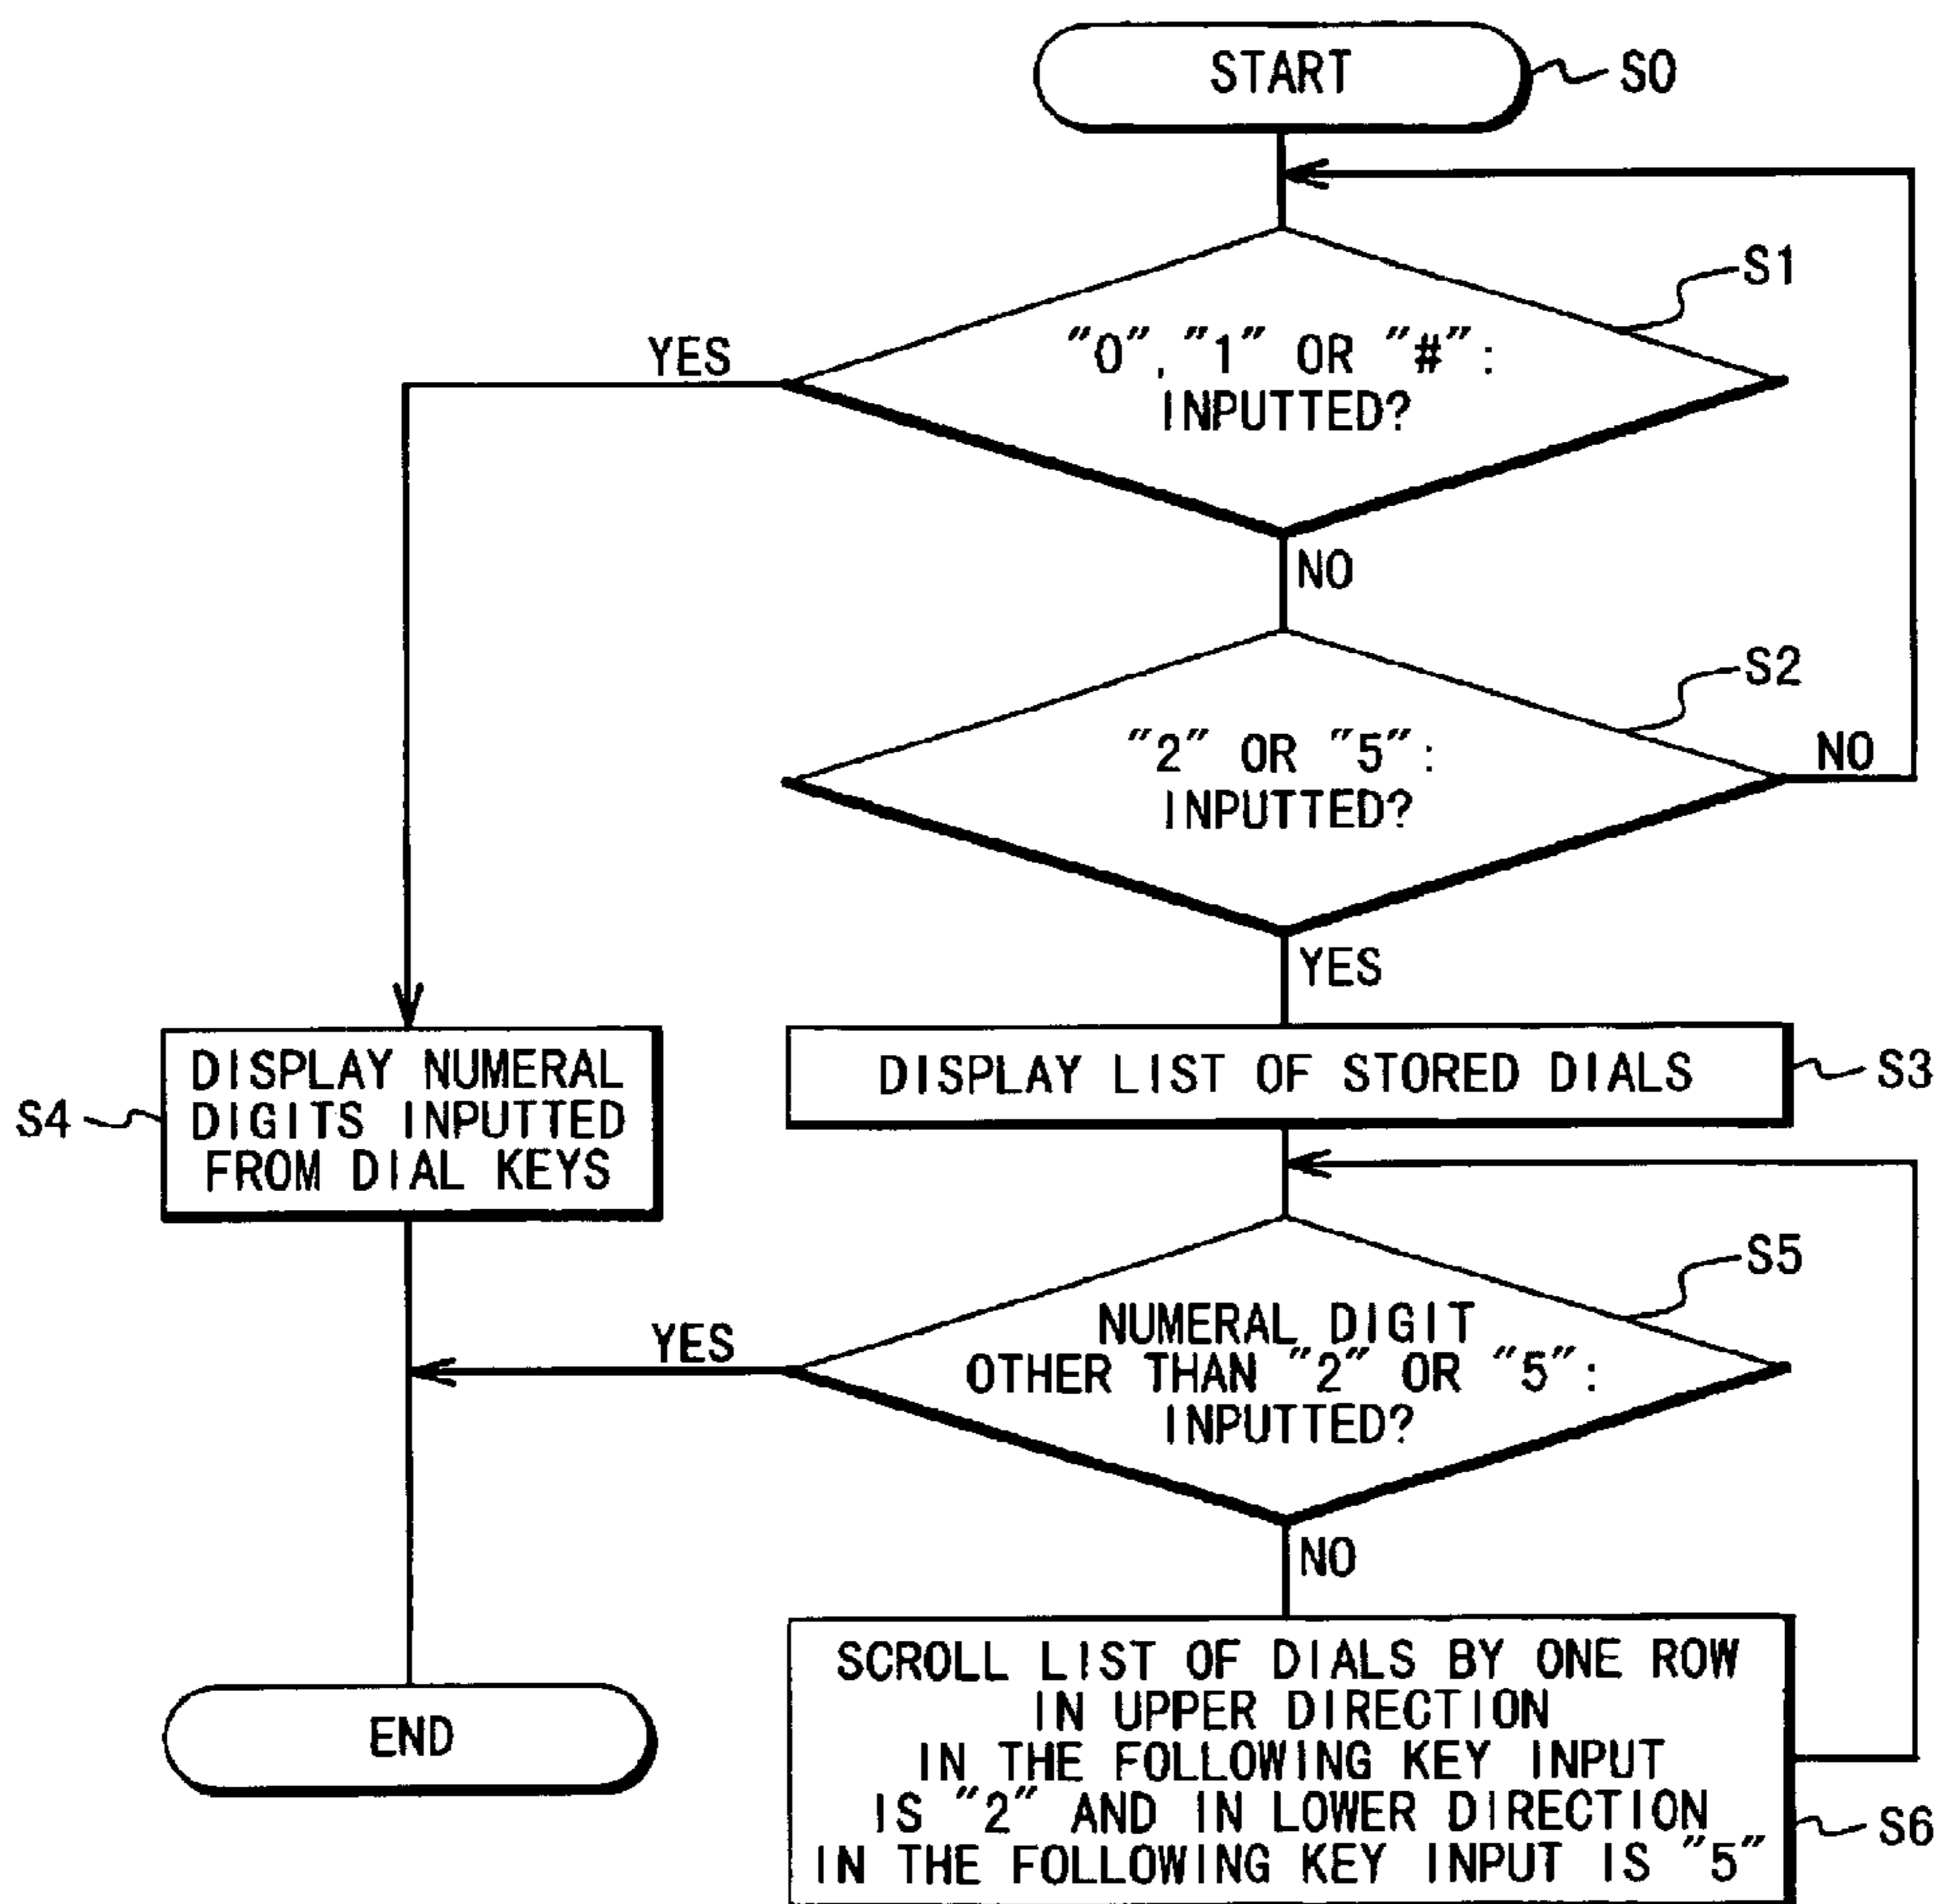 START
S0
S1
"0", "1" OR "#":
INPUTTED?
YES
NO
S2
"2" OR "5":
INPUTTED?
NO
YES
DISPLAY LIST OF STORED DIALS
S3
S4
DISPLAY NUMERAL
DIGITS INPUTTED
FROM DIAL KEYS
S5
NUMERAL DIGIT
OTHER THAN "2" OR "5":
INPUTTED?
YES
NO
SCROLL LIST OF DIALS BY ONE ROW
IN UPPER DIRECTION
IN THE FOLLOWING KEY INPUT
IS "2" AND IN LOWER DIRECTION
IN THE FOLLOWING KEY INPUT IS "5"
S6
END